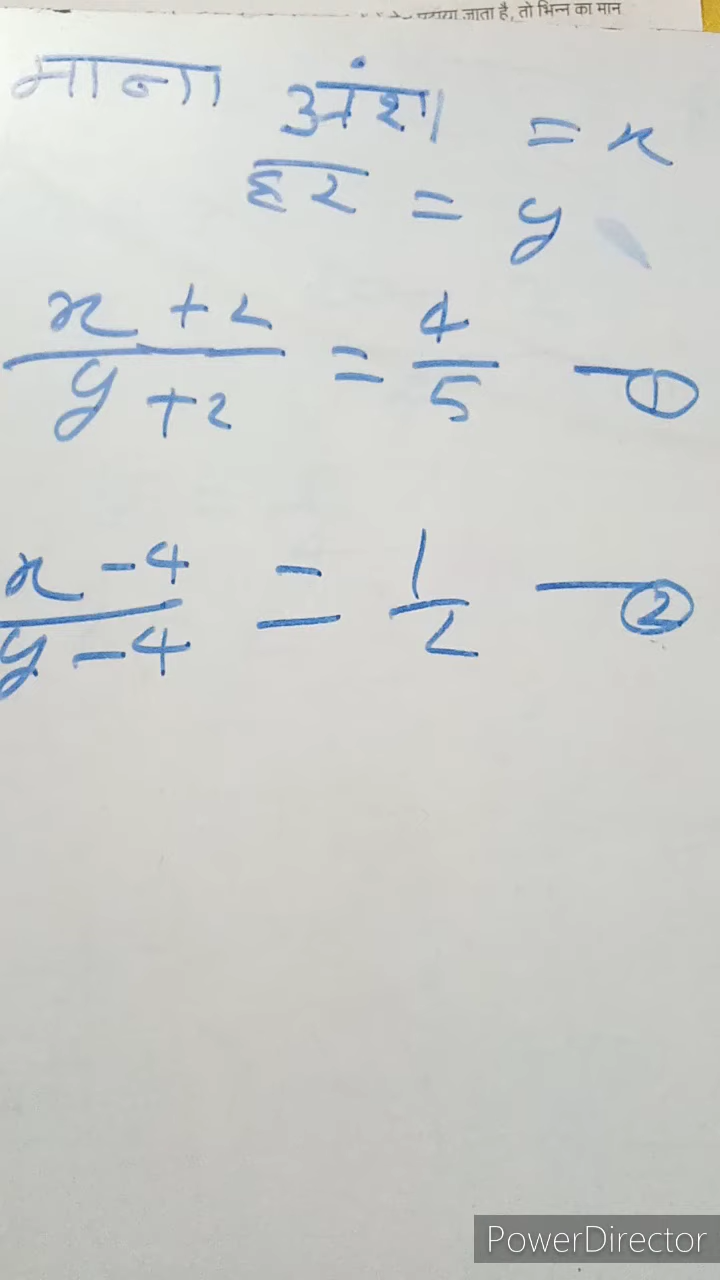 जाता है, तो भिन्न का मान
माना अंश = x
हर = y
x + 2 / y + 2 = 4 / 5 — ①
x - 4 / y - 4 = 1 / 2 — ②
PowerDirector